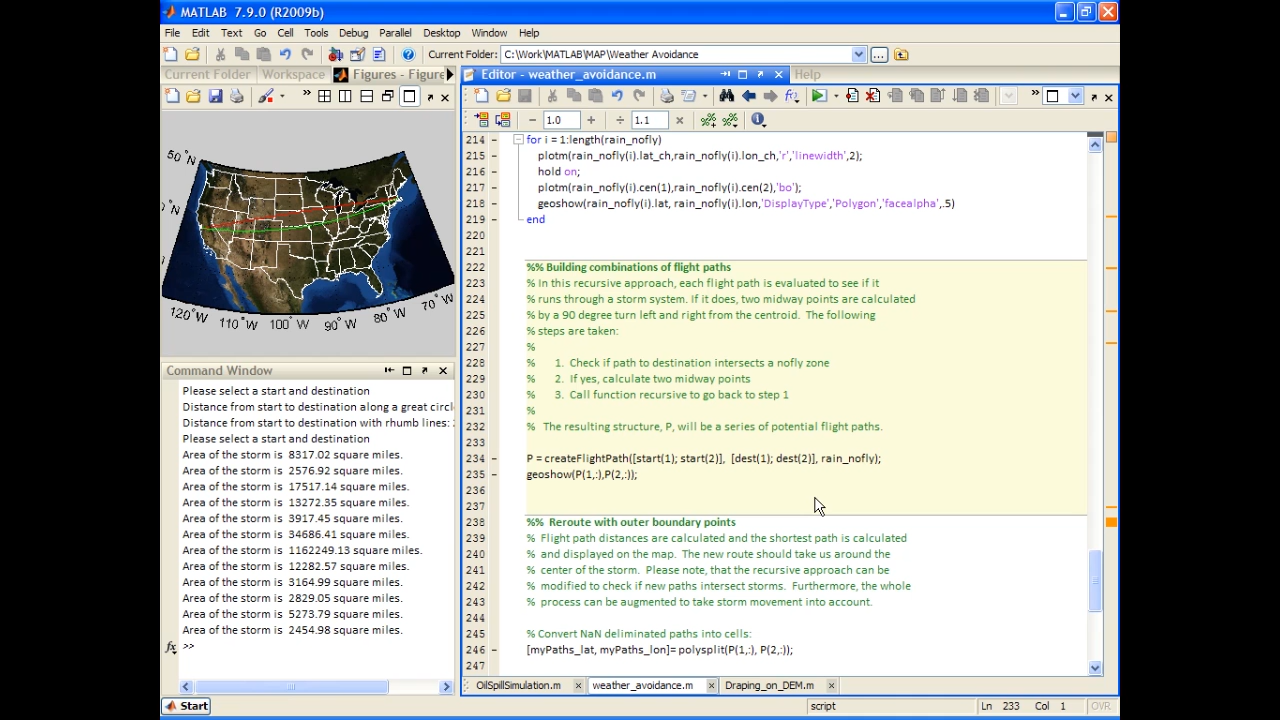 MATLAB 7.9.0 (R2009b)
File Edit Text Go Cell Tools Debug Parallel Desktop Window Help
Current Folder: C:\Work\MATLAB\MAP\Weather Avoidance
Current Folder Workspace Figures - Figure
Editor - weather_avoidance.m
Help
1.0
1.1
50 °N
° N
120°W 110°W 100°W 90°W 80°W 70°W
Command Window
Please select a start and destination
Distance from start to destination along a great circl
Distance from start to destination with rhumb lines:
Please select a start and destination
Area of the storm is 8317.02 square miles.
Area of the storm is 2576.92 square miles.
Area of the storm is 17517.14 square miles.
Area of the storm is 13272.35 square miles.
Area of the storm is 3917.45 square miles.
Area of the storm is 34686.41 square miles.
Area of the storm is 1162249.13 square miles.
Area of the storm is 12282.57 square miles.
Area of the storm is 3164.99 square miles.
Area of the storm is 2829.05 square miles.
Area of the storm is 5273.79 square miles.
Area of the storm is 2454.98 square miles.
fx >>
214 for i = 1:length(rain_nofly)
215 plotm(rain_nofly(i).lat_ch,rain_nofly(i).lon_ch,'r','linewidth',2);
216 hold on;
217 plotm(rain_nofly(i).cen(1),rain_nofly(i).cen(2),'bo');
218 geoshow(rain_nofly(i).lat, rain_nofly(i).lon,'DisplayType','Polygon','facealpha',.5)
219 end
220
221
222 %% Building combinations of flight paths
223 % In this recursive approach, each flight path is evaluated to see if it
224 % runs through a storm system. If it does, two midway points are calculated
225 % by a 90 degree turn left and right from the centroid. The following
226 % steps are taken:
227 %
228 % 1. Check if path to destination intersects a nofly zone
229 % 2. If yes, calculate two midway points
230 % 3. Call function recursive to go back to step 1
231 %
232 % The resulting structure, P, will be a series of potential flight paths.
233
234 P = createFlightPath([start(1); start(2)], [dest(1); dest(2)], rain_nofly);
235 geoshow(P(1,:),P(2,:));
236
237
238 %% Reroute with outer boundary points
239 % Flight path distances are calculated and the shortest path is calculated
240 % and displayed on the map. The new route should take us around the
241 % center of the storm. Please note, that the recursive approach can be
242 % modified to check if new paths intersect storms. Furthermore, the whole
243 % process can be augmented to take storm movement into account.
244
245 % Convert NaN deliminated paths into cells:
246 [myPaths_lat, myPaths_lon]= polysplit(P(1,:), P(2,:));
247
OilSpillSimulation.m weather_avoidance.m Draping_on_DEM.m
Start
script Ln 233 Col 1 OVR